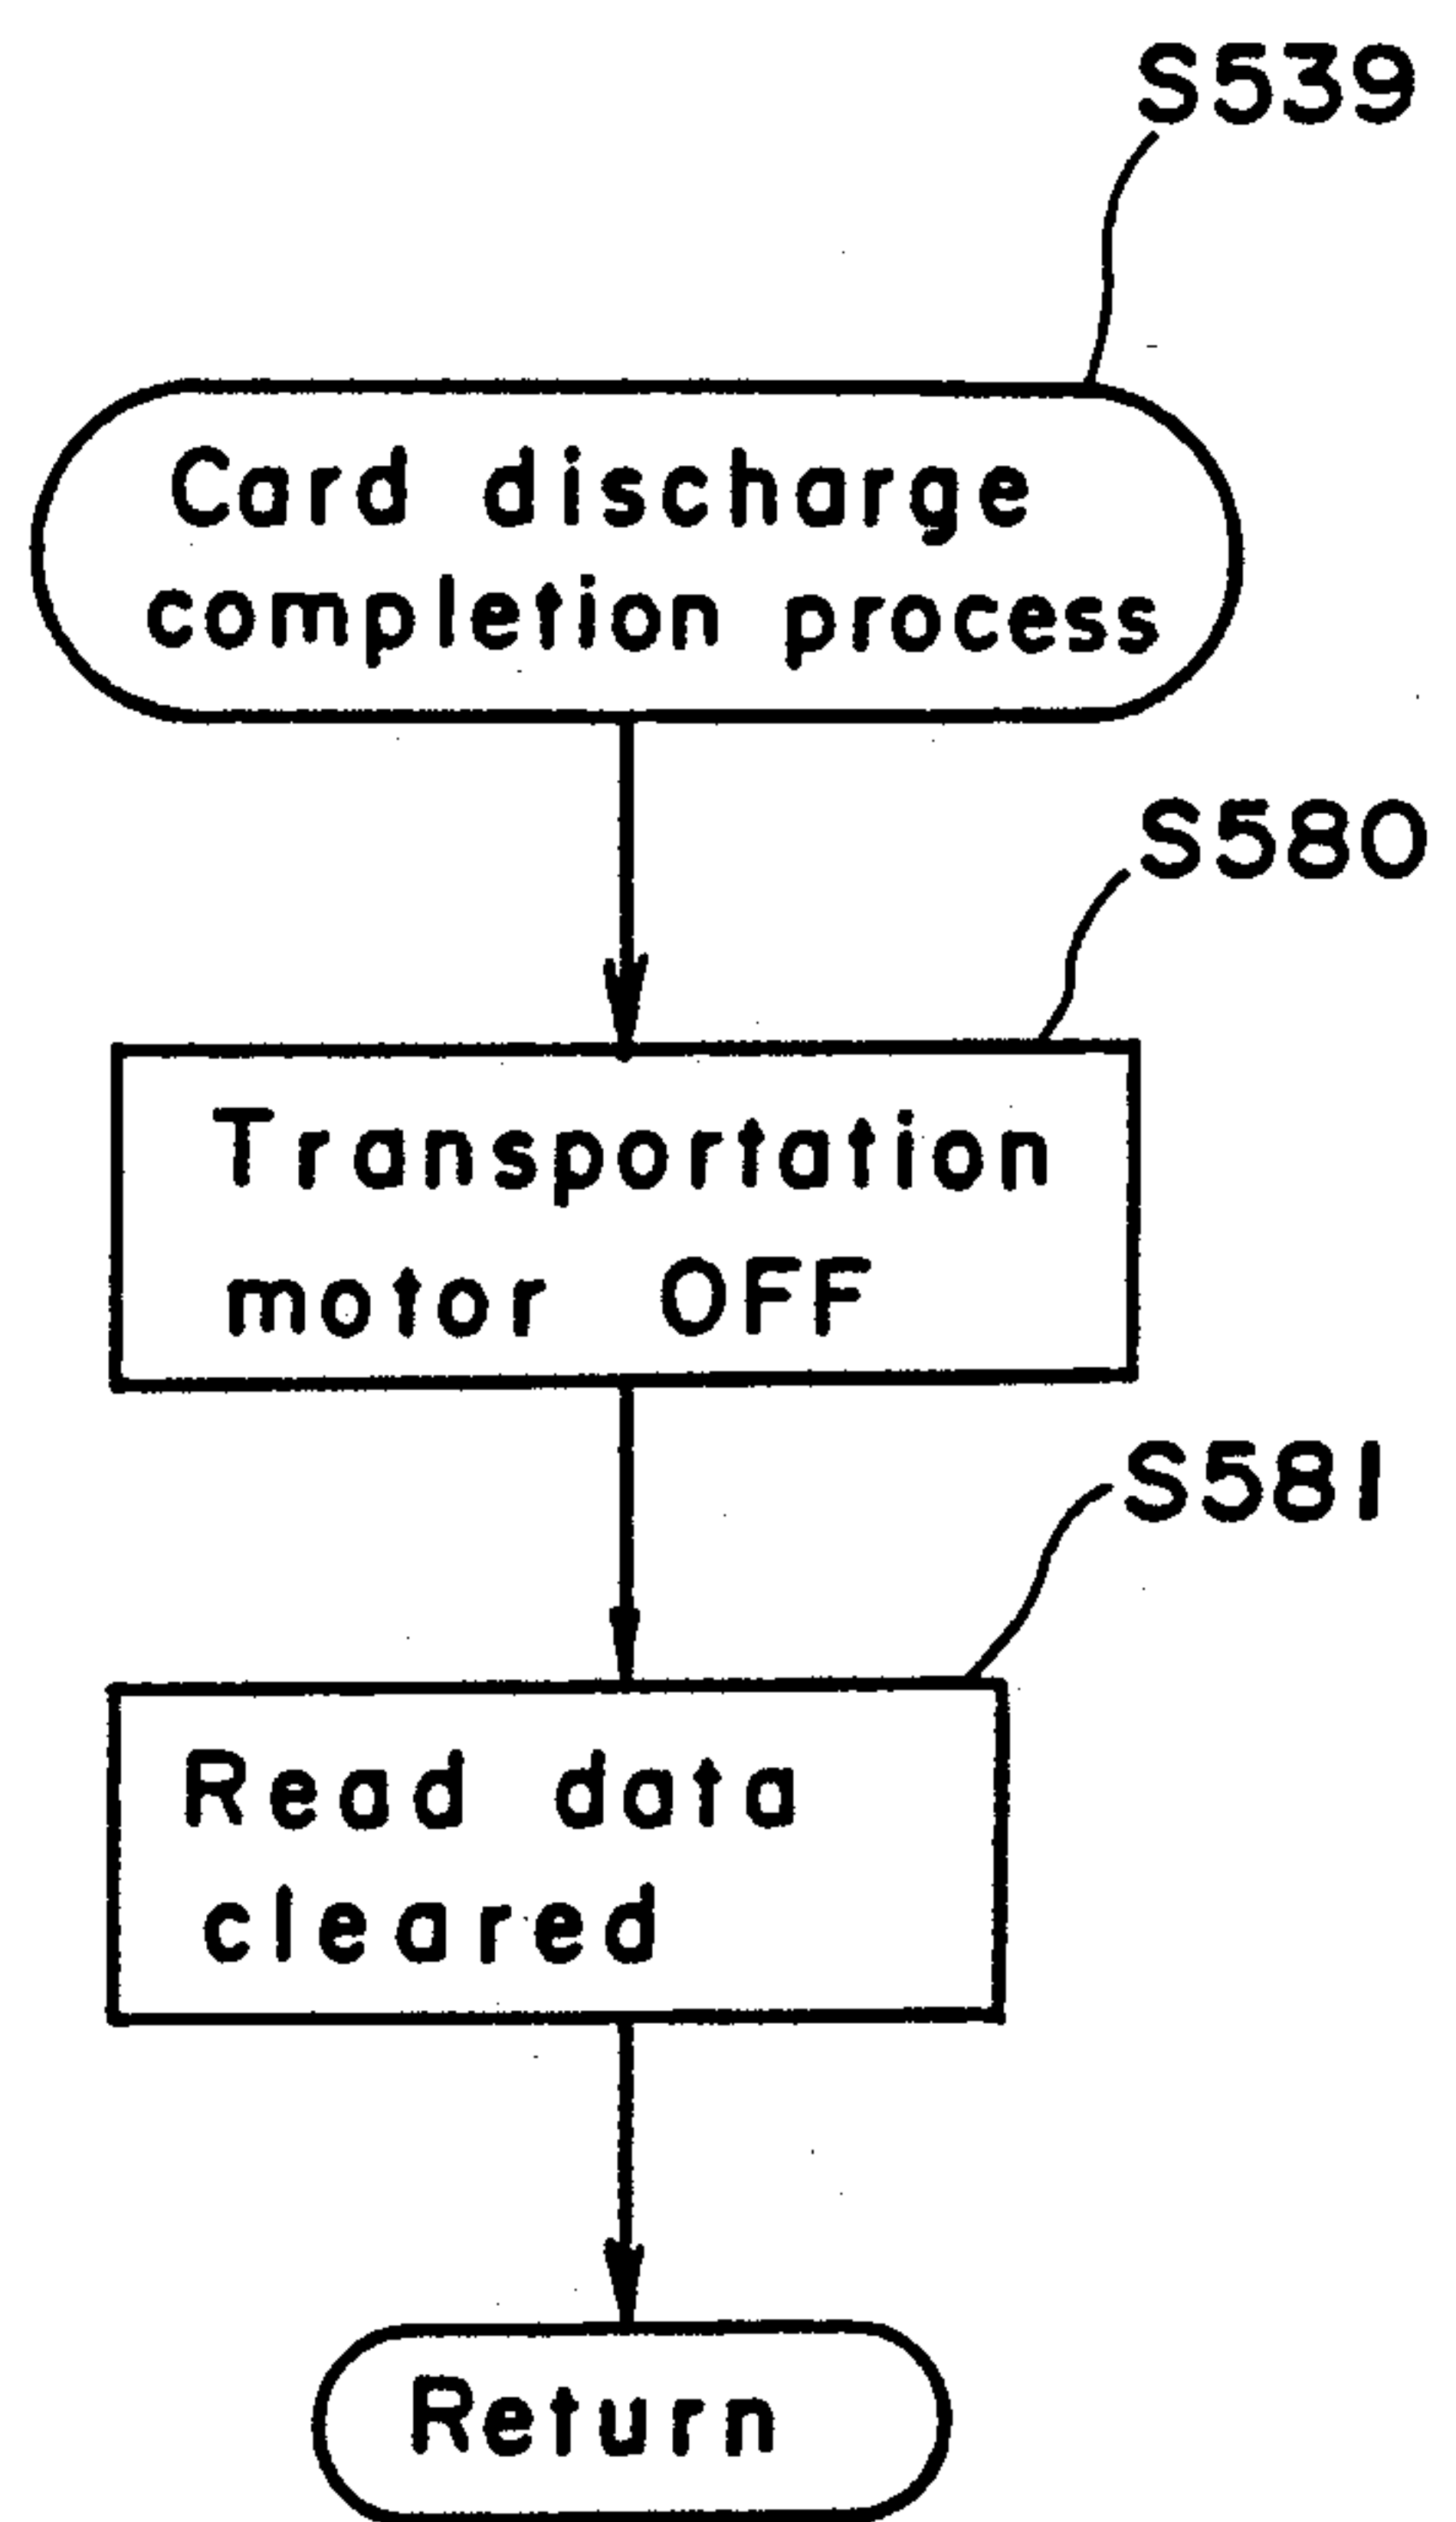 S539
Card discharge
completion process
S580
Transportation
motor OFF
S581
Read data
cleared
Return